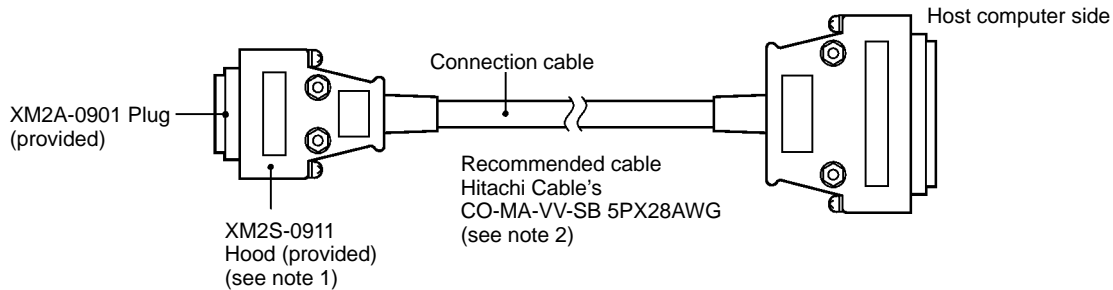 Host computer side
Connection cable
XM2A-0901 Plug
(provided)
Recommended cable
Hitachi Cable's
CO-MA-VV-SB 5PX28AWG
(see note 2)
XM2S-0911
Hood (provided)
(see note 1)